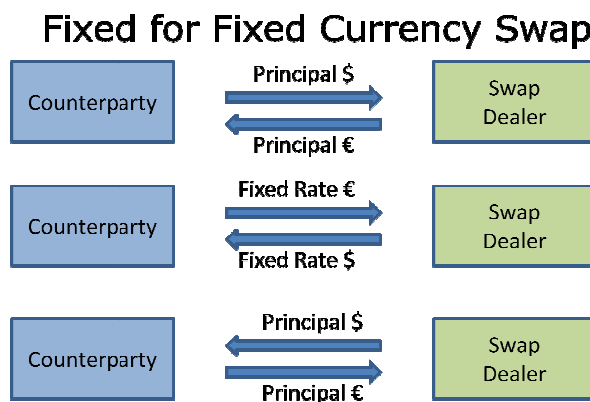 Fixed for Fixed Currency Swap
Principal $
Counterparty
Swap
Dealer
Principal €
Fixed Rate €
Counterparty
Swap
Dealer
Fixed Rate $
Principal $
Counterparty
Swap
Dealer
Principal €